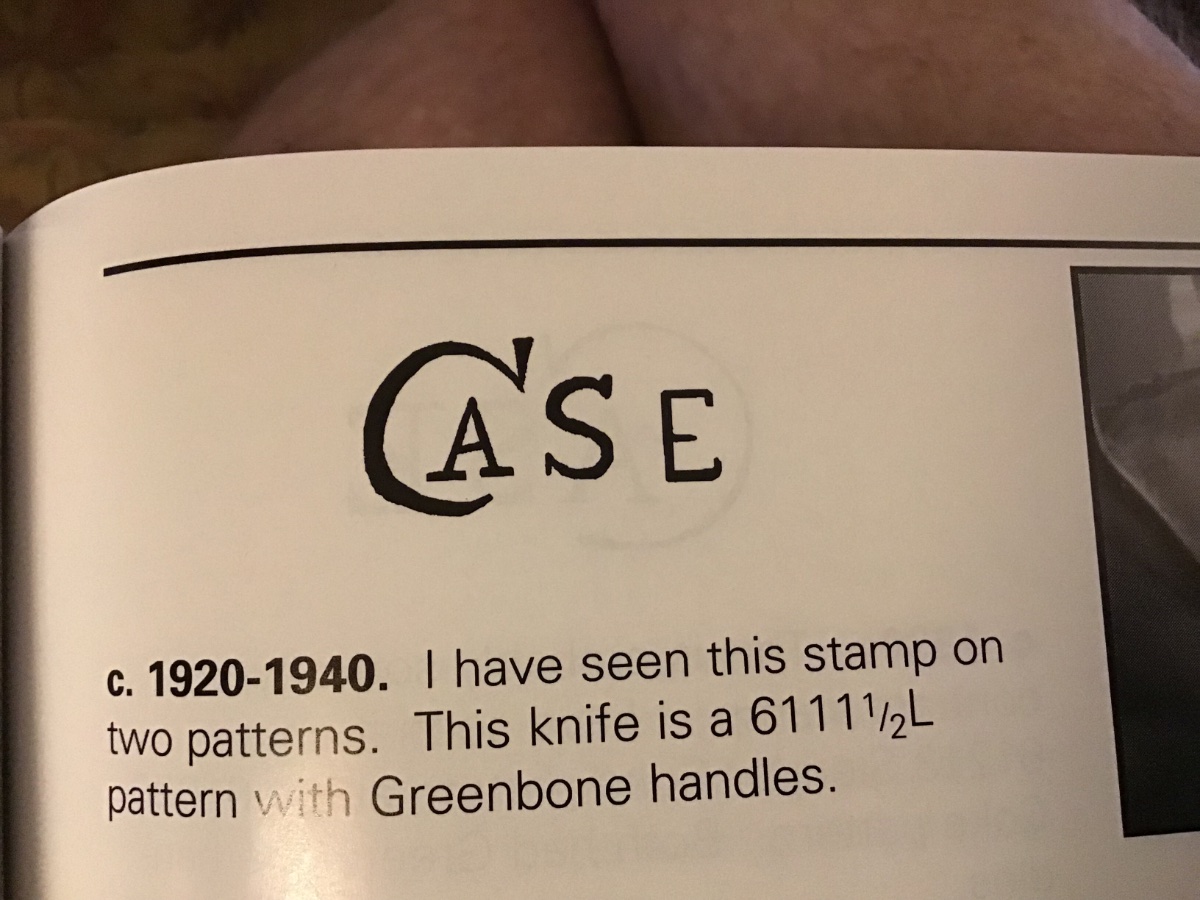 CASE
c. 1920-1940. I have seen this stamp on
two patterns. This knife is a 6111½L
pattern with Greenbone handles.